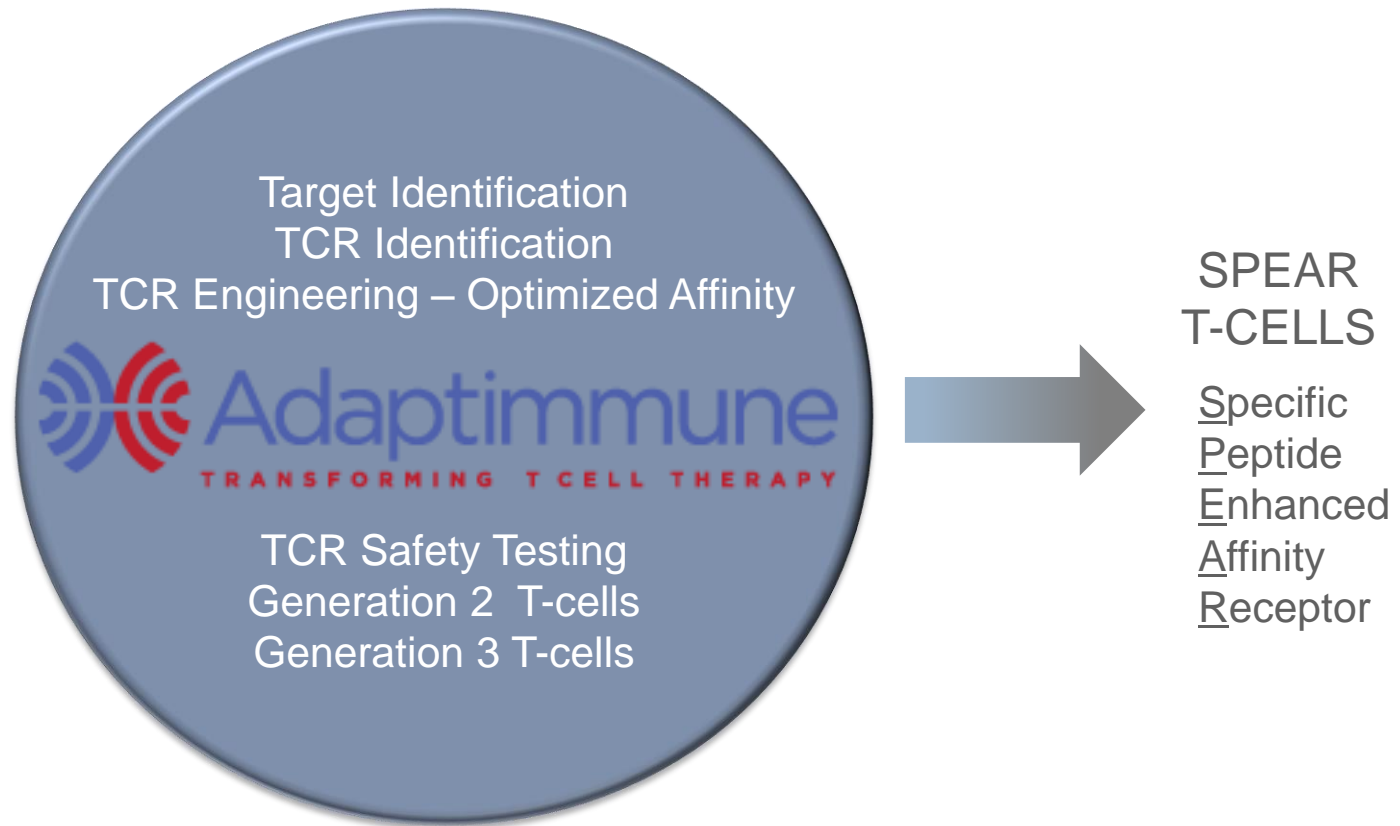 Target Identification
TCR Identification
TCR Engineering – Optimized Affinity
Adaptimmune
TRANSFORMING T CELL THERAPY
TCR Safety Testing
Generation 2  T-cells
Generation 3 T-cells
SPEAR
T-CELLS
Specific
Peptide
Enhanced
Affinity
Receptor